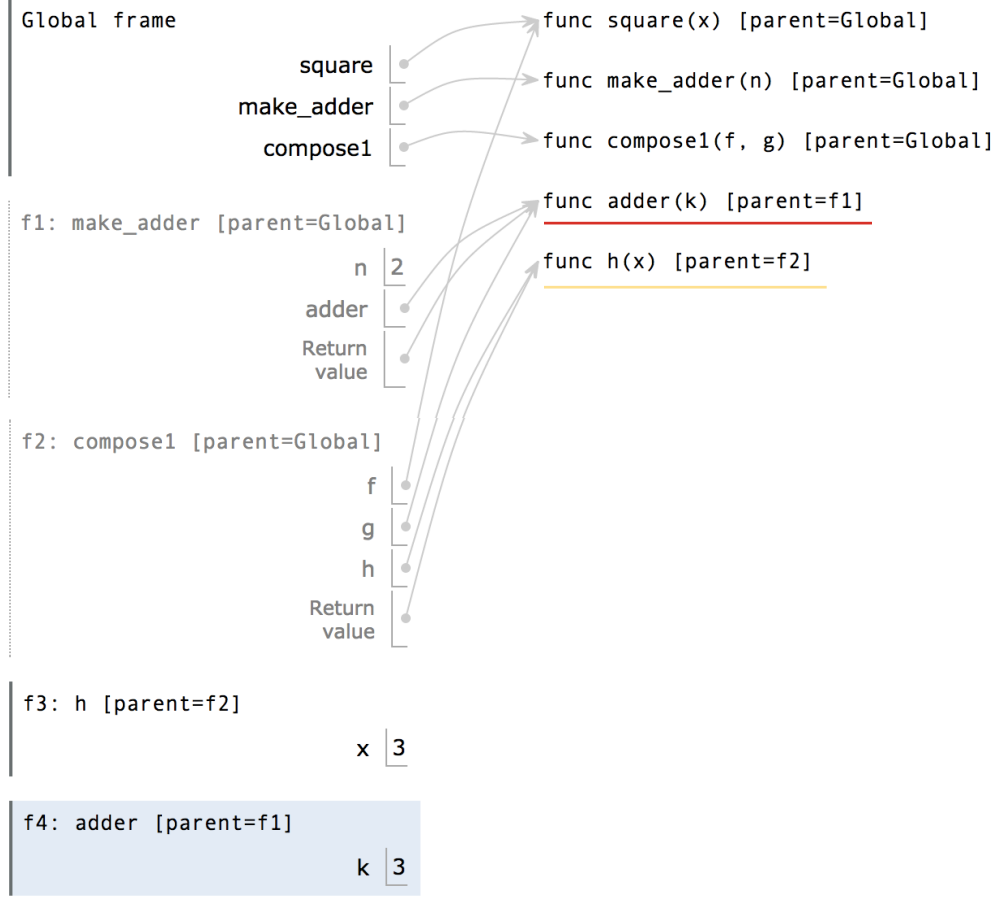 Global frame
square
make_adder
compose1
func square(x) [parent=Global]
func make_adder(n) [parent=Global]
func compose1(f, g) [parent=Global]
func adder(k) [parent=f1]
func h(x) [parent=f2]
f1: make_adder [parent=Global]
n 2
adder
Return
value
f2: compose1 [parent=Global]
f
g
h
Return
value
f3: h [parent=f2]
x 3
f4: adder [parent=f1]
k 3